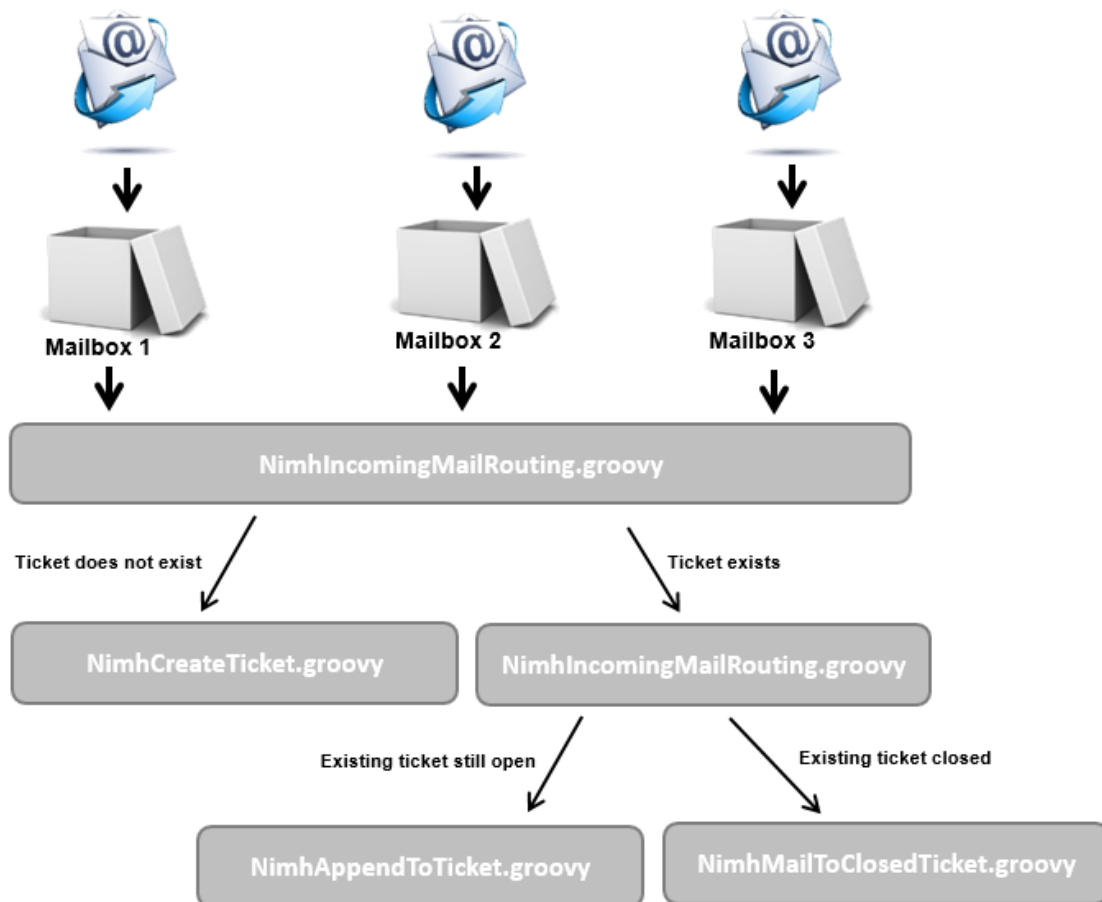 @ @ @
Mailbox 1 Mailbox 2 Mailbox 3
NimhIncomingMailRouting.groovy
Ticket does not exist Ticket exists
NimhCreateTicket.groovy NimhIncomingMailRouting.groovy
Existing ticket still open Existing ticket closed
NimhAppendToTicket.groovy NimhMailToClosedTicket.groovy